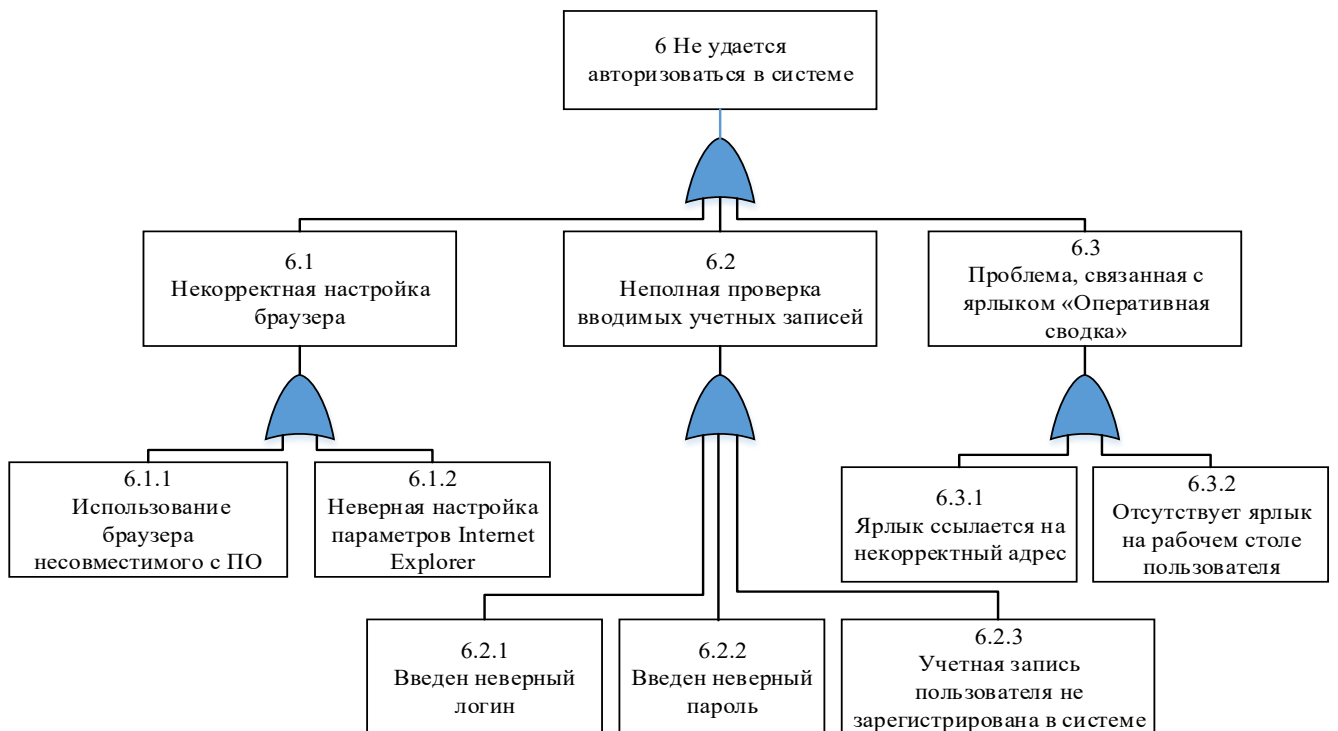 6 Не удается
авторизоваться в системе
6.1
Некорректная настройка
браузера
6.2
Неполная проверка
вводимых учетных записей
6.3
Проблема, связанная с
ярлыком «Оперативная
сводка»
6.1.1
Использование
браузера
несовместимого с ПО
6.1.2
Неверная настройка
параметров Internet
Explorer
6.3.1
Ярлык ссылается на
некорректный адрес
6.3.2
Отсутствует ярлык
на рабочем столе
пользователя
6.2.1
Введен неверный
логин
6.2.2
Введен неверный
пароль
6.2.3
Учетная запись
пользователя не
зарегистрирована в системе